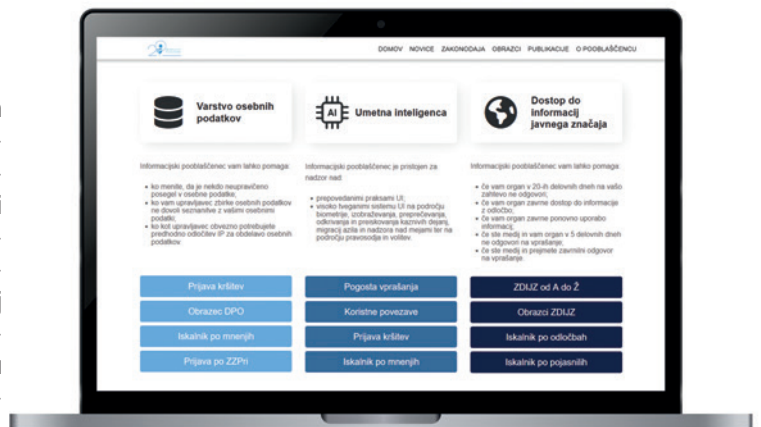 20
DOMOV NOVICE ZAKONODAJA OBRAZCI PUBLIKACIJE O POOBLAŠČENCU
Varstvo osebnih
podatkov
Informacijski pooblaščenec vam lahko pomaga:
• ko menite, da je nekdo neupravičeno
posegel v osebne podatke;
• ko vam upravljavec zbirke osebnih podatkov
ne dovoli seznanitve z vašimi osebnimi
podatki;
• ko kot upravljavec obvezno potrebujete
predhodno odločitev IP za obdelavo osebnih
podatkov.
Prijava kršitev
Obrazec DPO
Iskalnik po mnenjih
Prijava po ZZPri
AI
Umetna inteligenca
Informacijski pooblaščenec je pristojen za
nadzor nad:
• prepovedanimi praksami UI;
• visoko tveganimi sistemu UI na področju
biometrije, izobraževanja, preprečevanja,
odkrivanja in preiskovanja kaznivih dejanj,
migracij azila in nadzora nad mejami ter na
področju pravosodja in volitev.
Pogosta vprašanja
Koristne povezave
Prijava kršitev
Iskalnik po mnenjih
Dostop do
informacij
javnega značaja
Informacijski pooblaščenec vam lahko pomaga:
• če vam organ v 20-ih delovnih dneh na vašo
zahtevo ne odgovori;
• če vam organ zavrne dostop do informacije
z odločbo;
• če vam organ zavrne ponovno uporabo
informacij;
• če ste medij in vam organ v 5 delovnih dneh
ne odgovori na vprašanje;
• če ste medij in prejmete zavrnilni odgovor
na vprašanje.
ZDIJZ od A do Ž
Obrazci ZDIJZ
Iskalnik po odločbah
Iskalnik po pojasnilih